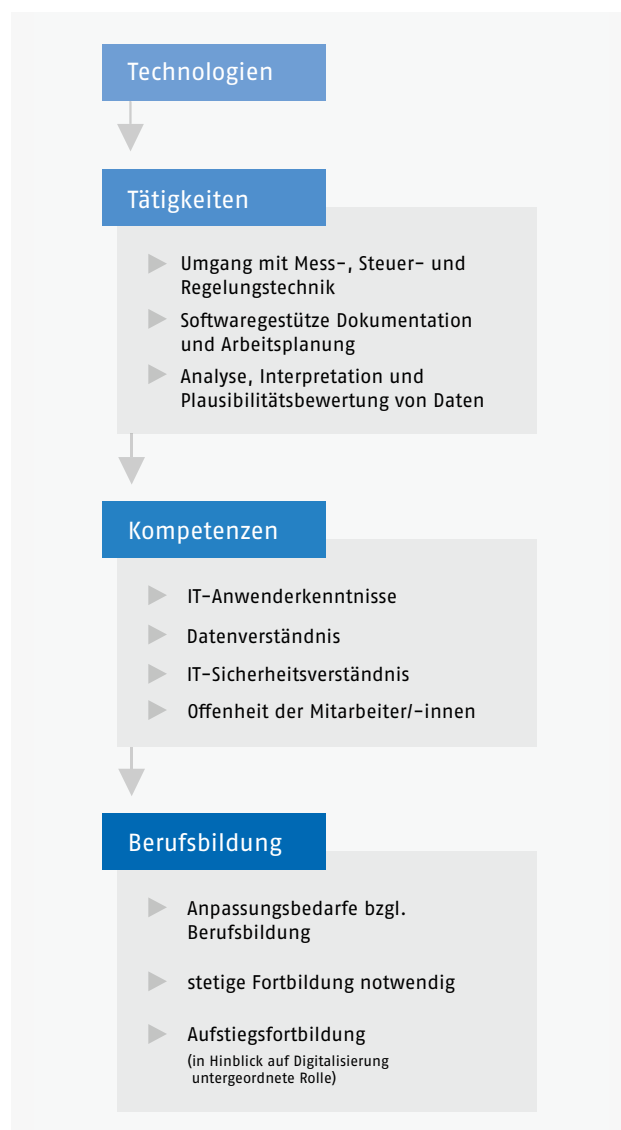 Technologien
Tätigkeiten
Umgang mit Mess-, Steuer- und
Regelungstechnik
Softwaregestütze Dokumentation
und Arbeitsplanung
Analyse, Interpretation und
Plausibilitätsbewertung von Daten
Kompetenzen
IT-Anwenderkenntnisse
Datenverständnis
IT-Sicherheitsverständnis
Offenheit der Mitarbeiter/-innen
Berufsbildung
Anpassungsbedarfe bzgl.
Berufsbildung
stetige Fortbildung notwendig
Aufstiegsfortbildung
(in Hinblick auf Digitalisierung
untergeordnete Rolle)